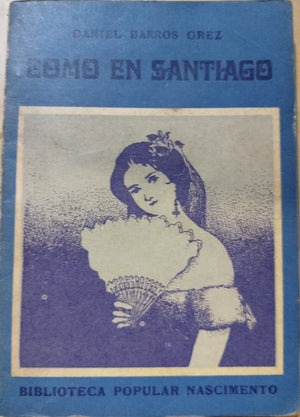 DANIEL BARROS GREZ
COMO EN SANTIAGO
BIBLIOTECA POPULAR NASCIMENTO